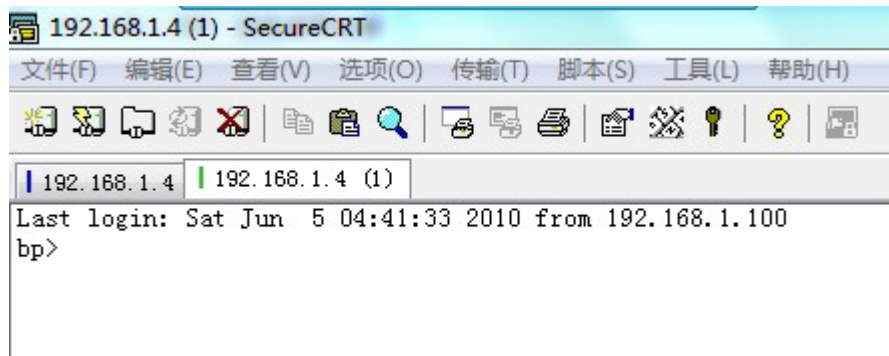 192.168.1.4 (1) - SecureCRT
文件(F) 编辑(E) 查看(V) 选项(O) 传输(T) 脚本(S) 工具(L) 帮助(H)
192.168.1.4 192.168.1.4 (1)
Last login: Sat Jun  5 04:41:33 2010 from 192.168.1.100
bp>